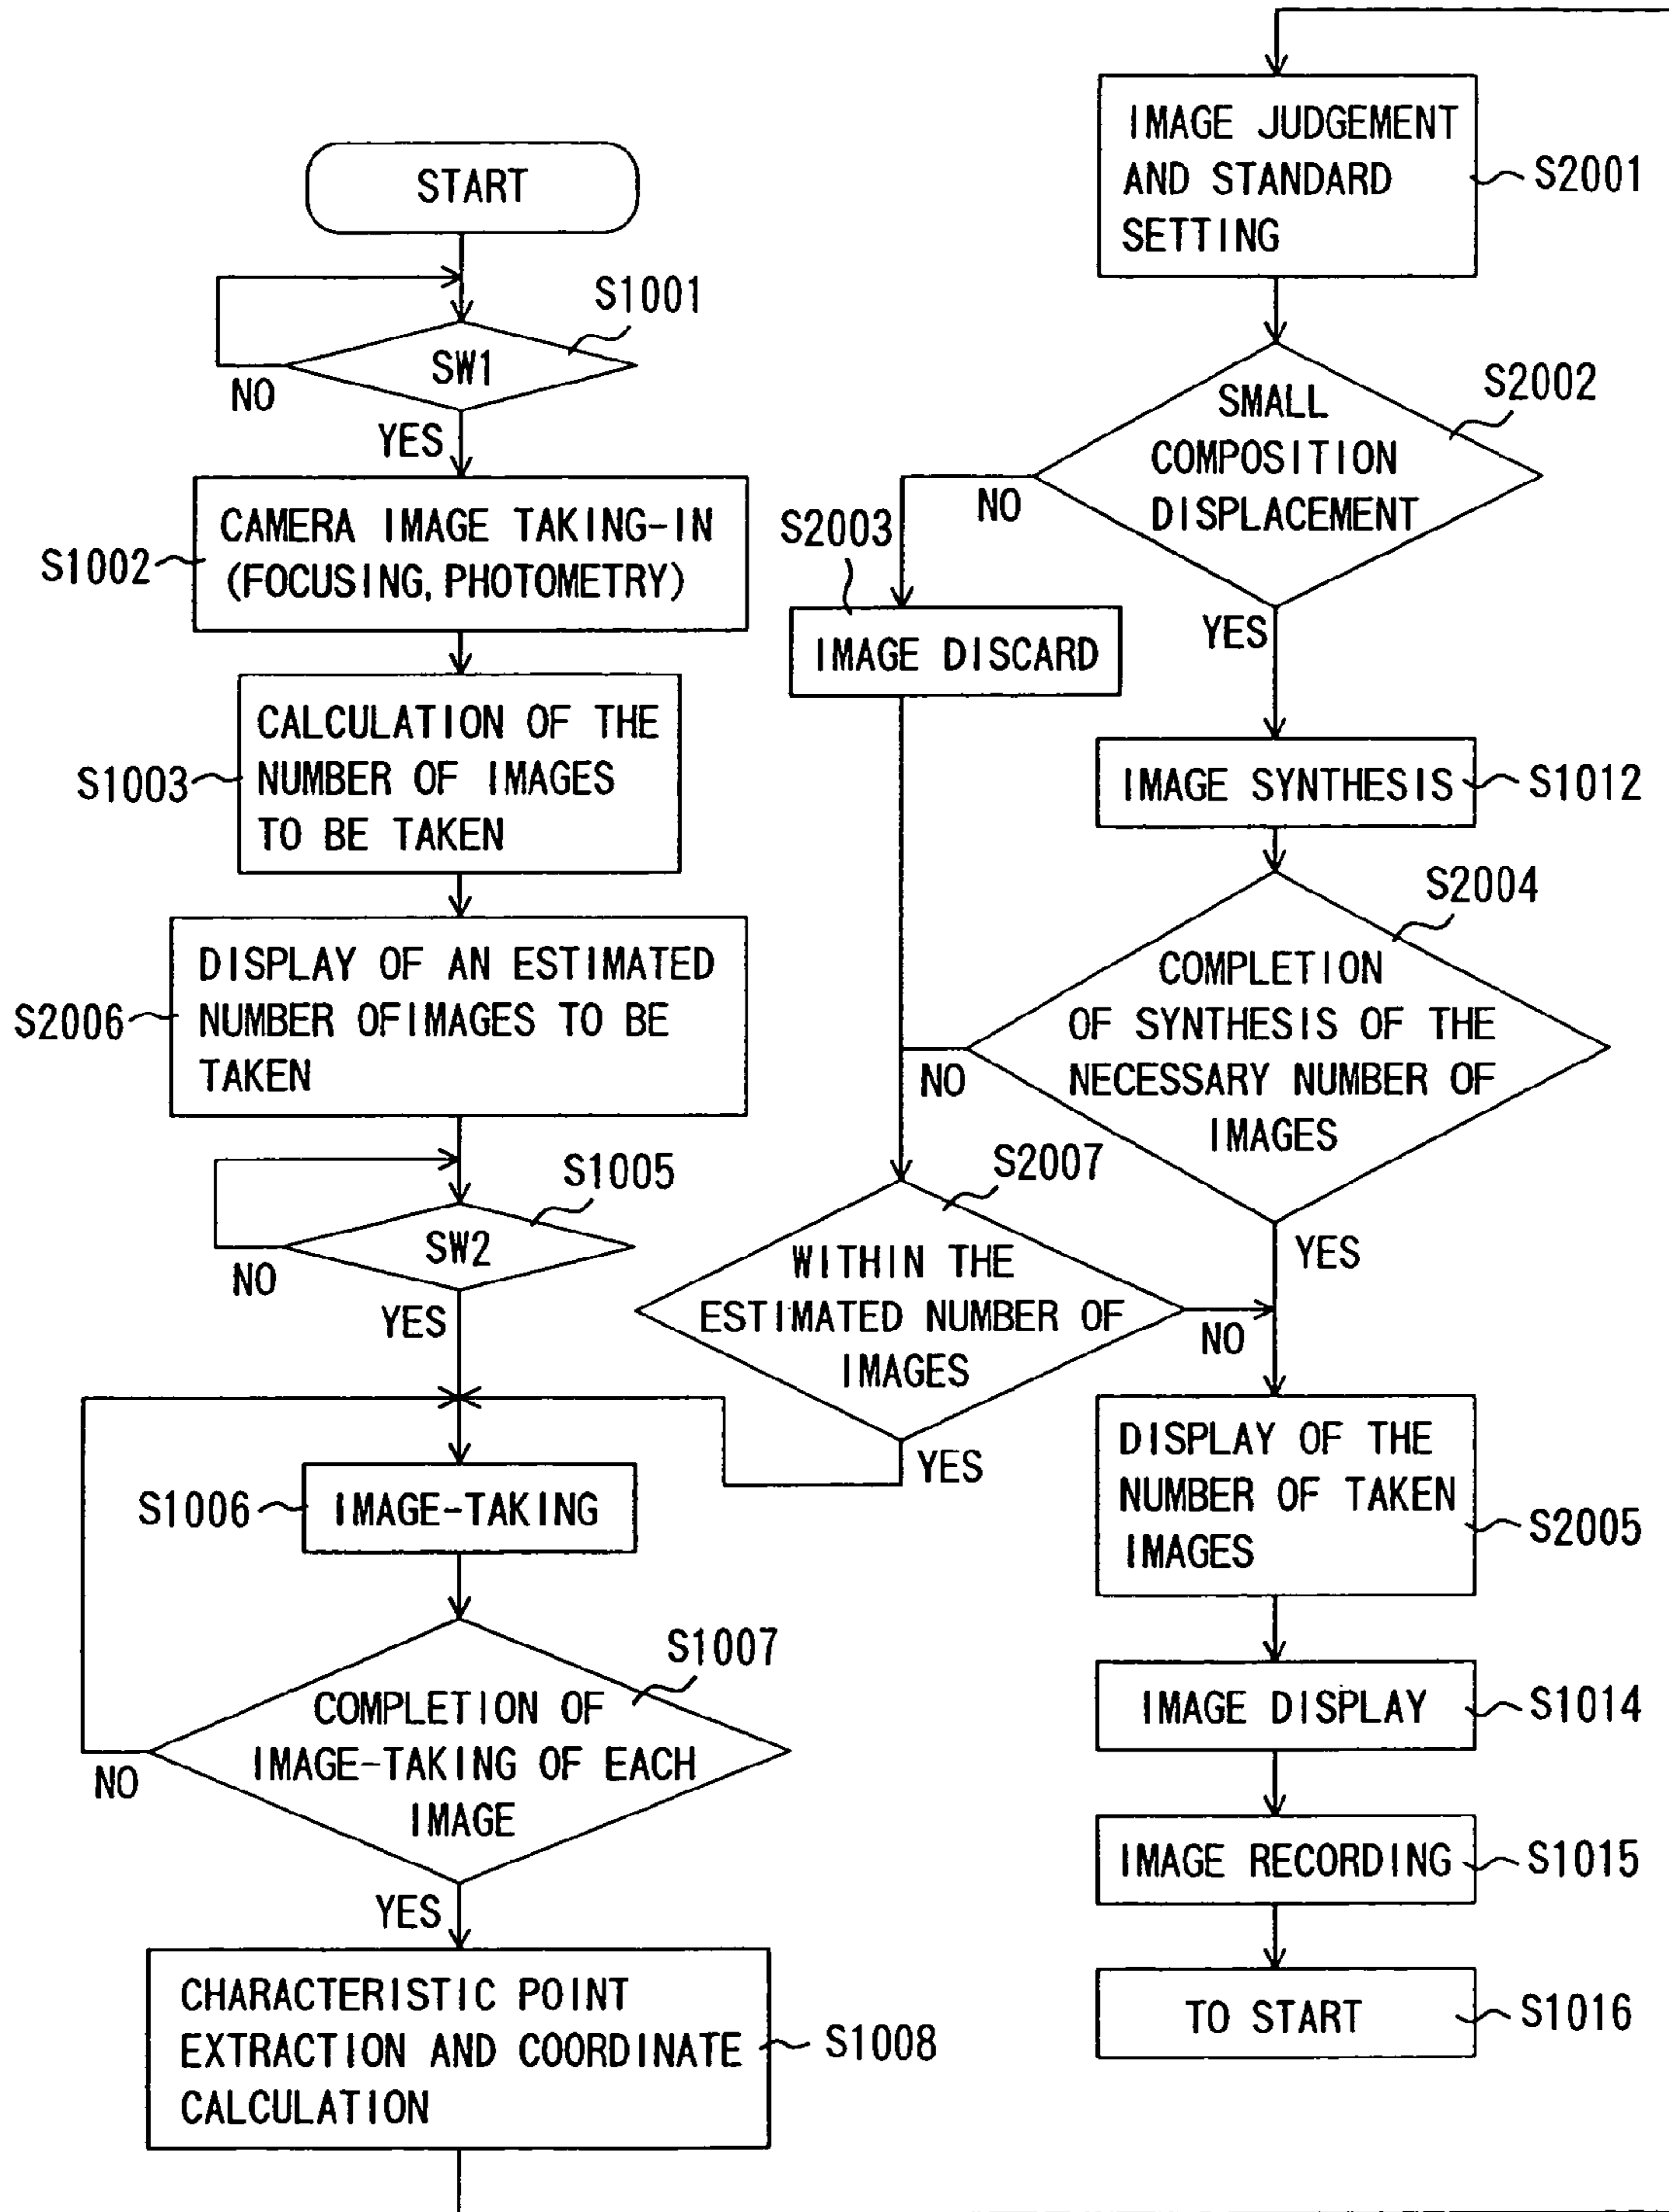 START
S1001
SW1
NO
YES
CAMERA IMAGE TAKING-IN
(FOCUSING, PHOTOMETRY)
S1002
CALCULATION OF THE
NUMBER OF IMAGES
TO BE TAKEN
S1003
DISPLAY OF AN ESTIMATED
NUMBER OFIMAGES TO BE
TAKEN
S2006
S1005
SW2
NO
YES
S1006
IMAGE-TAKING
S1007
COMPLETION OF
IMAGE-TAKING OF EACH
IMAGE
NO
YES
CHARACTERISTIC POINT
EXTRACTION AND COORDINATE
CALCULATION
S1008
IMAGE JUDGEMENT
AND STANDARD
SETTING
S2001
S2002
SMALL
COMPOSITION
DISPLACEMENT
NO
YES
S2003
IMAGE DISCARD
IMAGE SYNTHESIS
S1012
S2004
COMPLETION
OF SYNTHESIS OF THE
NECESSARY NUMBER OF
IMAGES
NO
YES
S2007
WITHIN THE
ESTIMATED NUMBER OF
IMAGES
NO
YES
DISPLAY OF THE
NUMBER OF TAKEN
IMAGES
S2005
IMAGE DISPLAY
S1014
IMAGE RECORDING
S1015
TO START
S1016